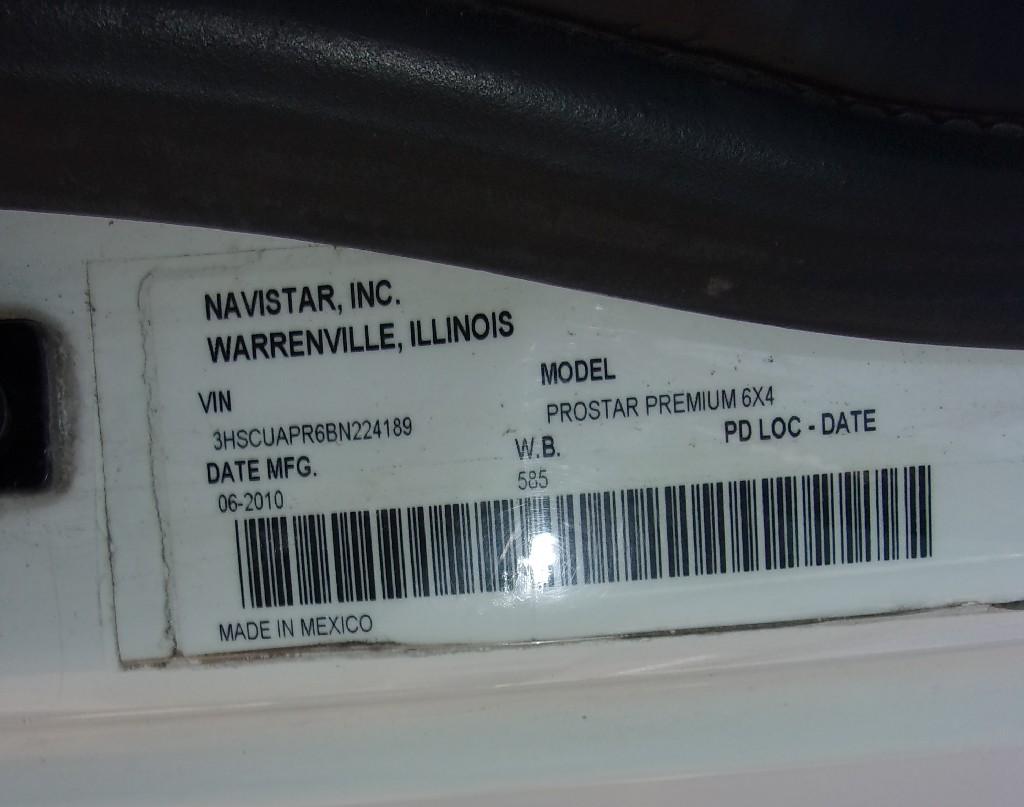 NAVISTAR, INC.
WARRENVILLE, ILLINOIS
VIN
3HSCUAPR6BN224189
MODEL
PROSTAR PREMIUM 6X4
DATE MFG.
06-2010
W.B.
585
PD LOC - DATE
MADE IN MEXICO